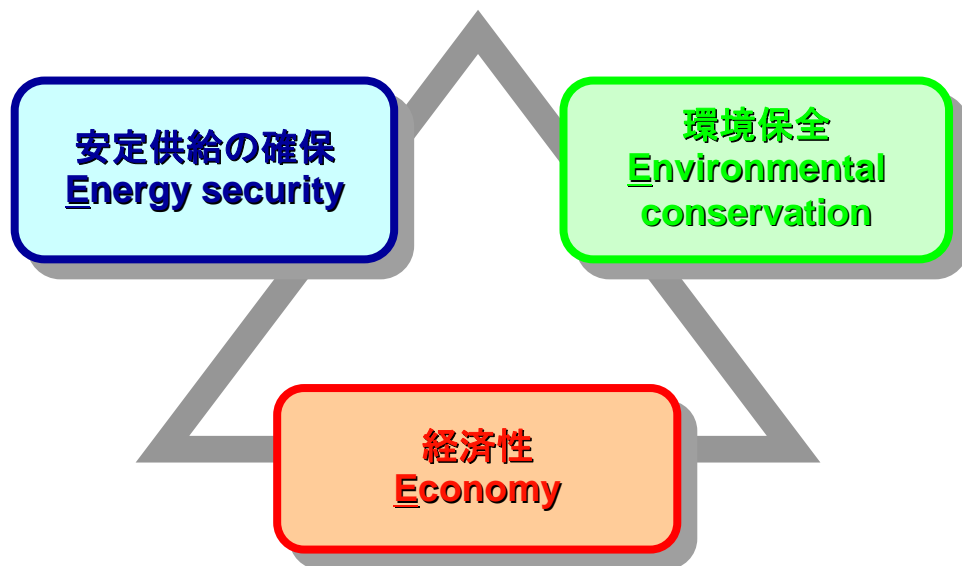 安定供給の確保
Energy security
環境保全
Environmental
conservation
経済性
Economy